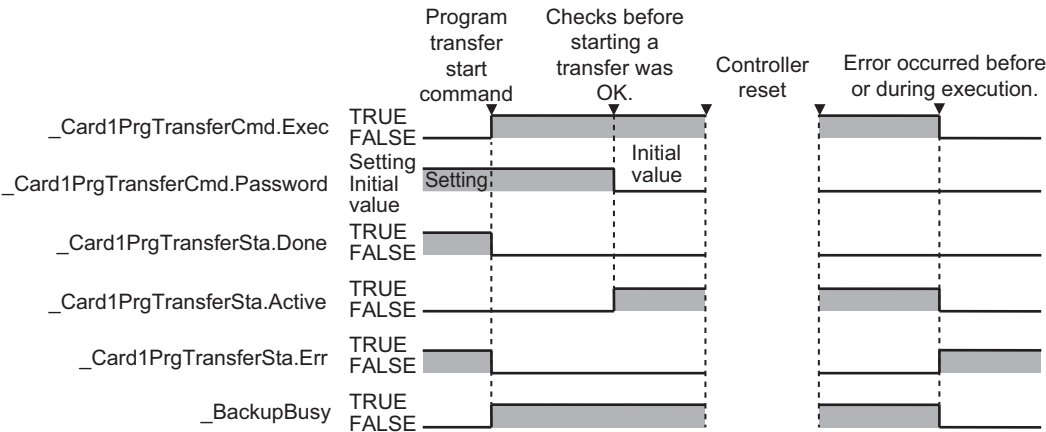 Program
transfer
start
command
Checks before
starting a
transfer was
OK.
Controller
reset
Error occurred before
or during execution.
_Card1PrgTransferCmd.Exec
TRUE
FALSE
_Card1PrgTransferCmd.Password
Setting
Initial
value
Setting
Initial
value
_Card1PrgTransferSta.Done
TRUE
FALSE
_Card1PrgTransferSta.Active
TRUE
FALSE
_Card1PrgTransferSta.Err
TRUE
FALSE
_BackupBusy
TRUE
FALSE